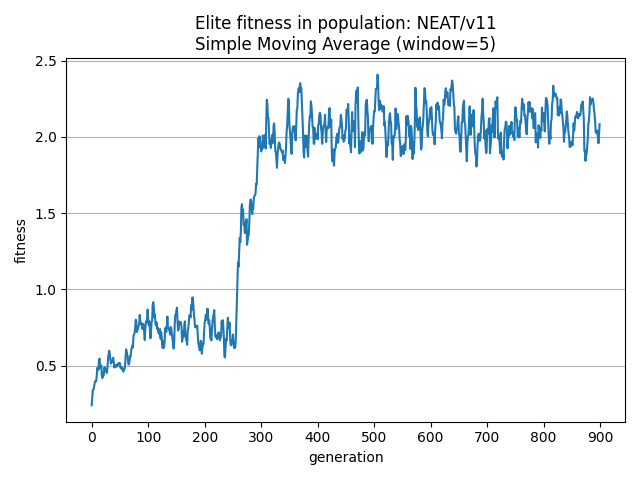 Elite fitness in population: NEAT/v11
Simple Moving Average (window=5)
2.5
2.0
1.5
1.0
0.5
fitness
0 100 200 300 400 500 600 700 800 900
generation